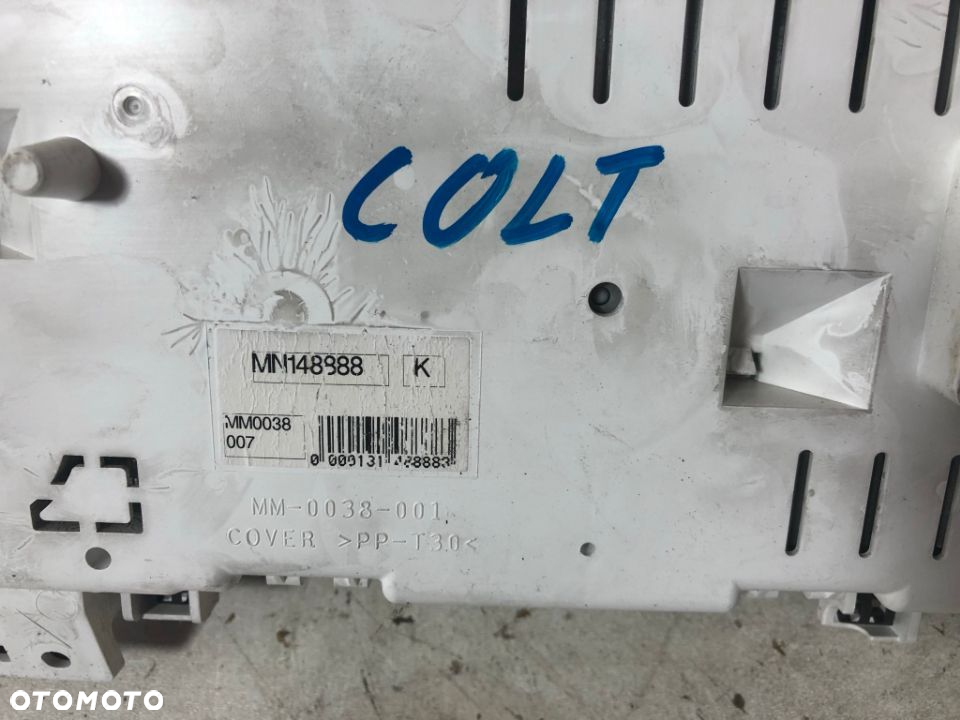 COLT
MN148888 K
MM0038
007
MM-0038-001
COVER >PP-T30<
OTOMOTO